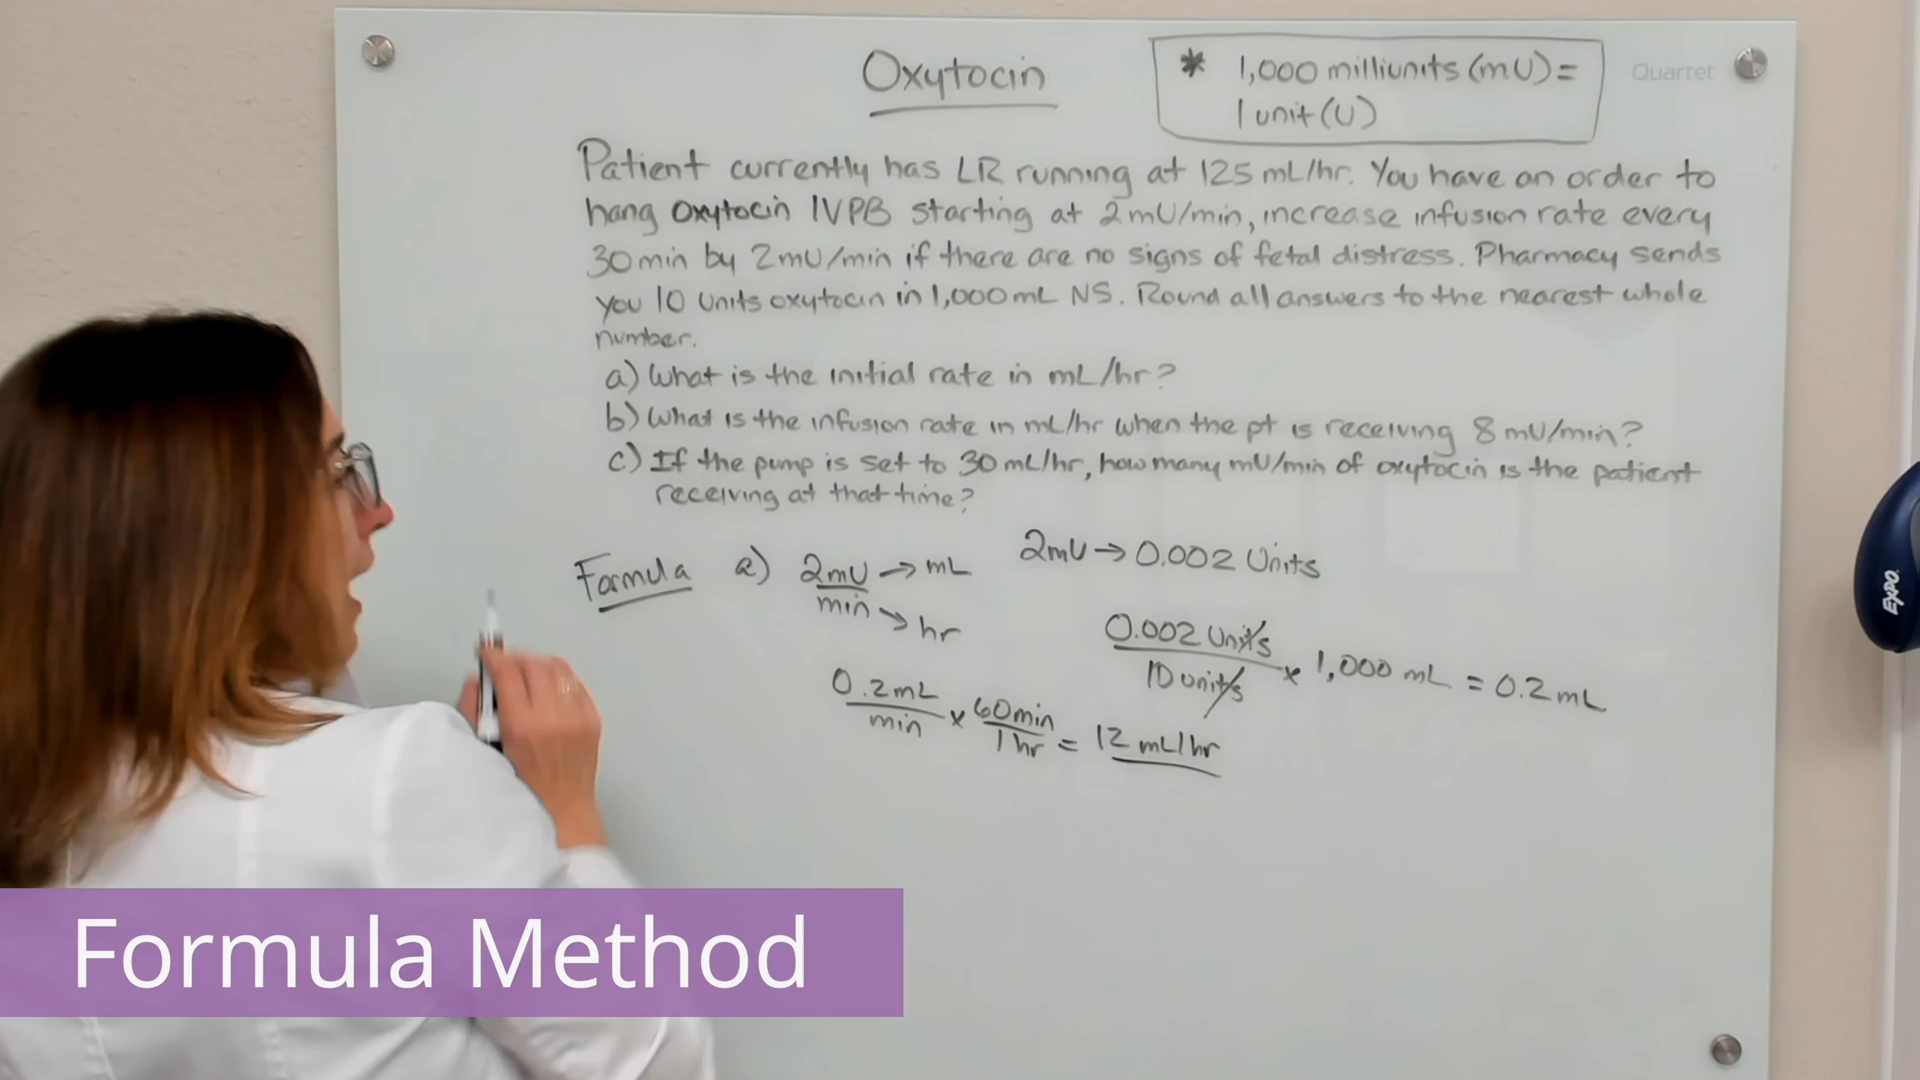 Oxytocin
* 1,000 milliunits (mU) =
1 unit (U)
Quartet
Patient currently has LR running at 125 mL/hr. You have an order to
hang Oxytocin IVPB starting at 2mU/min, increase infusion rate every
30min by 2mU/min if there are no signs of fetal distress. Pharmacy sends
you 10 units oxytocin in 1,000mL NS. Round all answers to the nearest whole
number.
a) What is the initial rate in mL/hr?
b) What is the infusion rate in mL/hr when the pt is receiving 8 mU/min?
c) If the pump is set to 30 mL/hr, how many mU/min of oxytocin is the patient
receiving at that time?
Formula a) 2mU → mL
min → hr
2mU → 0.002 Units
0.002 Units
10 units × 1,000 mL = 0.2 mL
0.2 mL × 60min
min 1 hr = 12 mL/hr
EXPO
Formula Method